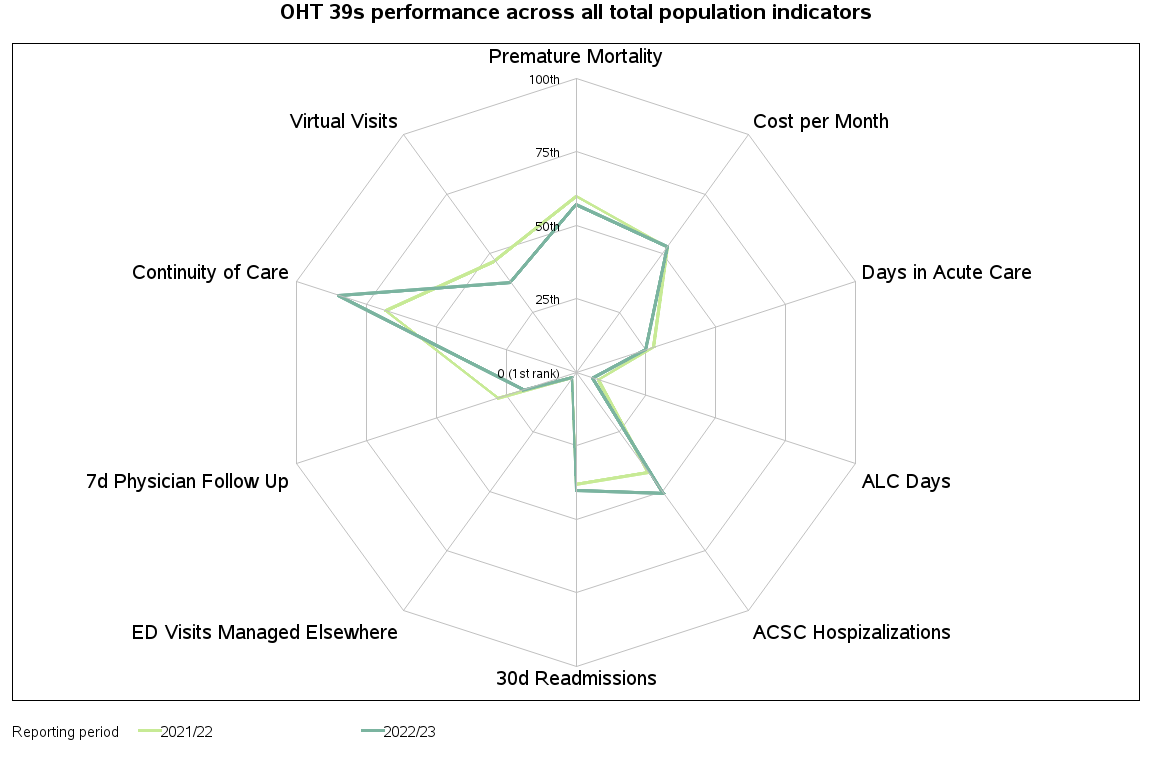 OHT 39s performance across all total population indicators
Premature Mortality
100th
Virtual Visits
Cost per Month
75th
50th
Continuity of Care
Days in Acute Care
25th
0 (1st rank)
7d Physician Follow Up
ALC Days
ED Visits Managed Elsewhere
ACSC Hospizalizations
30d Readmissions
Reporting period 2021/22 2022/23